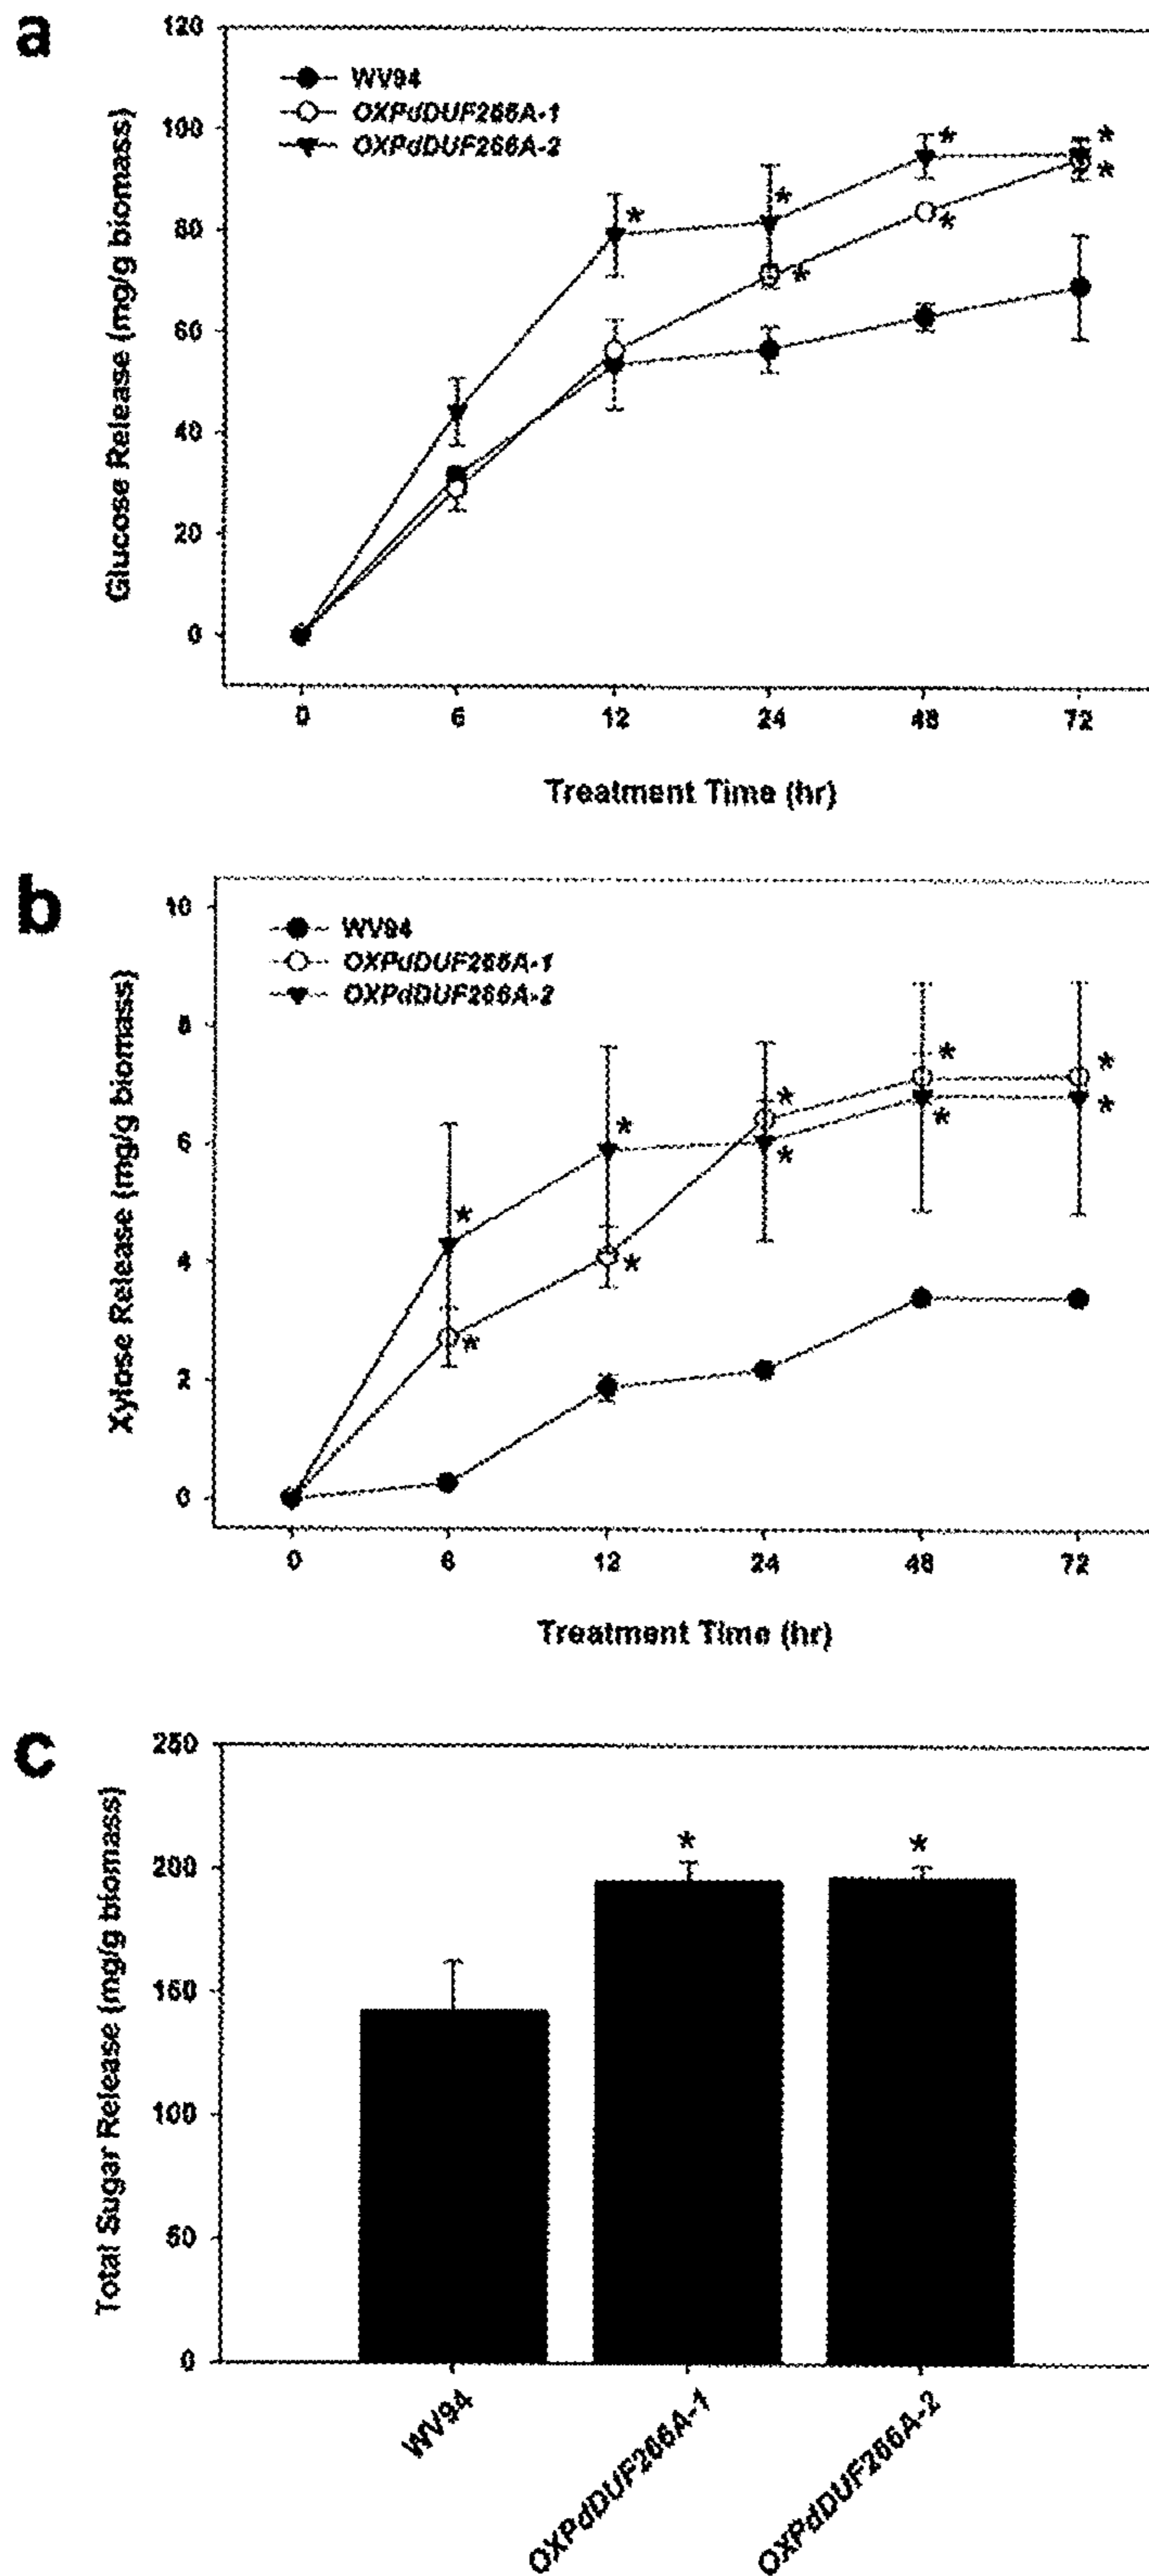 a
120
100
80
60
40
20
0
Glucose Release (mg/g biomass)
WV94
OXPdDUF266A-1
OXPdDUF266A-2
* * * * * * *
0 6 12 24 48 72
Treatment Time (hr)
b
10
8
6
4
2
0
Xylose Release (mg/g biomass)
WV94
OXPdDUF266A-1
OXPdDUF266A-2
* * * * * * * * * *
0 6 12 24 48 72
Treatment Time (hr)
c
250
200
150
100
50
0
Total Sugar Release (mg/g biomass)
* *
WV94
OXPdDUF266A-1
OXPdDUF266A-2